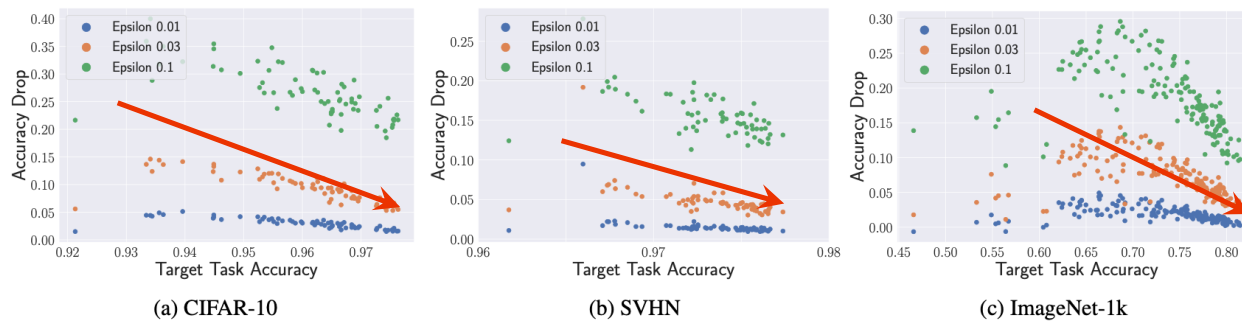 0.40
0.35
0.30
0.25
0.20
0.15
0.10
0.05
0.00
Accuracy Drop
Epsilon 0.01
Epsilon 0.03
Epsilon 0.1
0.92 0.93 0.94 0.95 0.96 0.97
Target Task Accuracy
(a) CIFAR-10
0.25
0.20
0.15
0.10
0.05
0.00
Accuracy Drop
Epsilon 0.01
Epsilon 0.03
Epsilon 0.1
0.96 0.97 0.98
Target Task Accuracy
(b) SVHN
0.30
0.25
0.20
0.15
0.10
0.05
0.00
Accuracy Drop
Epsilon 0.01
Epsilon 0.03
Epsilon 0.1
0.45 0.50 0.55 0.60 0.65 0.70 0.75 0.80
Target Task Accuracy
(c) ImageNet-1k